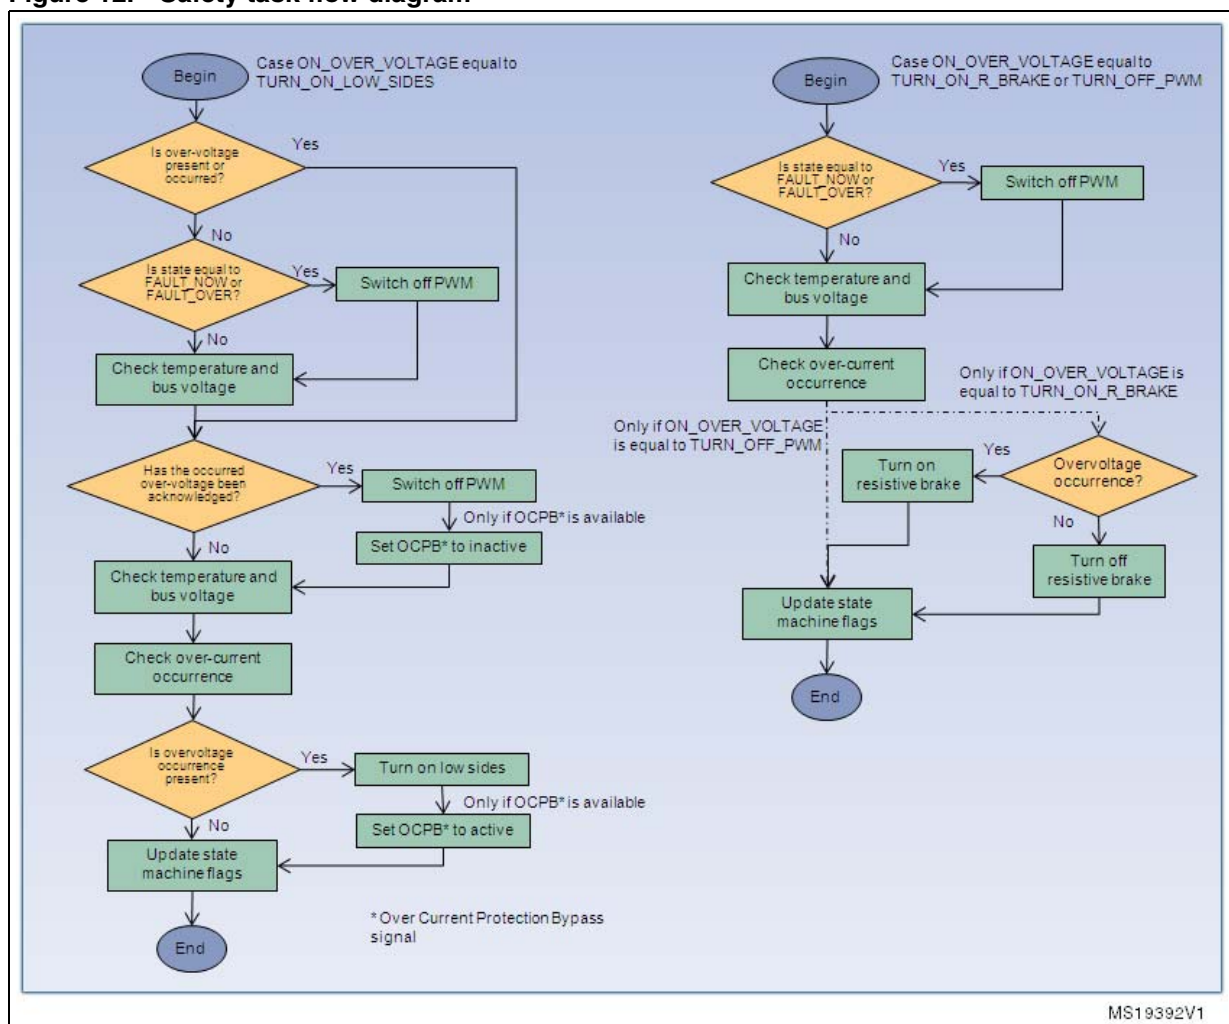 Figure 12. Safety task flow diagram
Begin
Case ON_OVER_VOLTAGE equal to
TURN_ON_LOW_SIDES
Is over-voltage
present or
occurred?
Yes
No
Is state equal to
FAULT_NOW or
FAULT_OVER?
Yes
Switch off PWM
No
Check temperature and
bus voltage
Has the occurred
over-voltage been
acknowledged?
Yes
Switch off PWM
Only if OCPB* is available
Set OCPB* to inactive
No
Check temperature and
bus voltage
Check over-current
occurrence
Is overvoltage
occurrence
present?
Yes
Turn on low sides
Only if OCPB* is available
Set OCPB* to active
No
Update state
machine flags
End
* Over Current Protection Bypass
signal
Begin
Case ON_OVER_VOLTAGE equal to
TURN_ON_R_BRAKE or TURN_OFF_PWM
Is state equal to
FAULT_NOW or
FAULT_OVER?
Yes
Switch off PWM
No
Check temperature and
bus voltage
Check over-current
occurrence
Only if ON_OVER_VOLTAGE is
equal to TURN_ON_R_BRAKE
Only if ON_OVER_VOLTAGE
is equal to TURN_OFF_PWM
Overvoltage
occurrence?
Yes
Turn on
resistive brake
No
Turn off
resistive brake
Update state
machine flags
End
MS19392V1